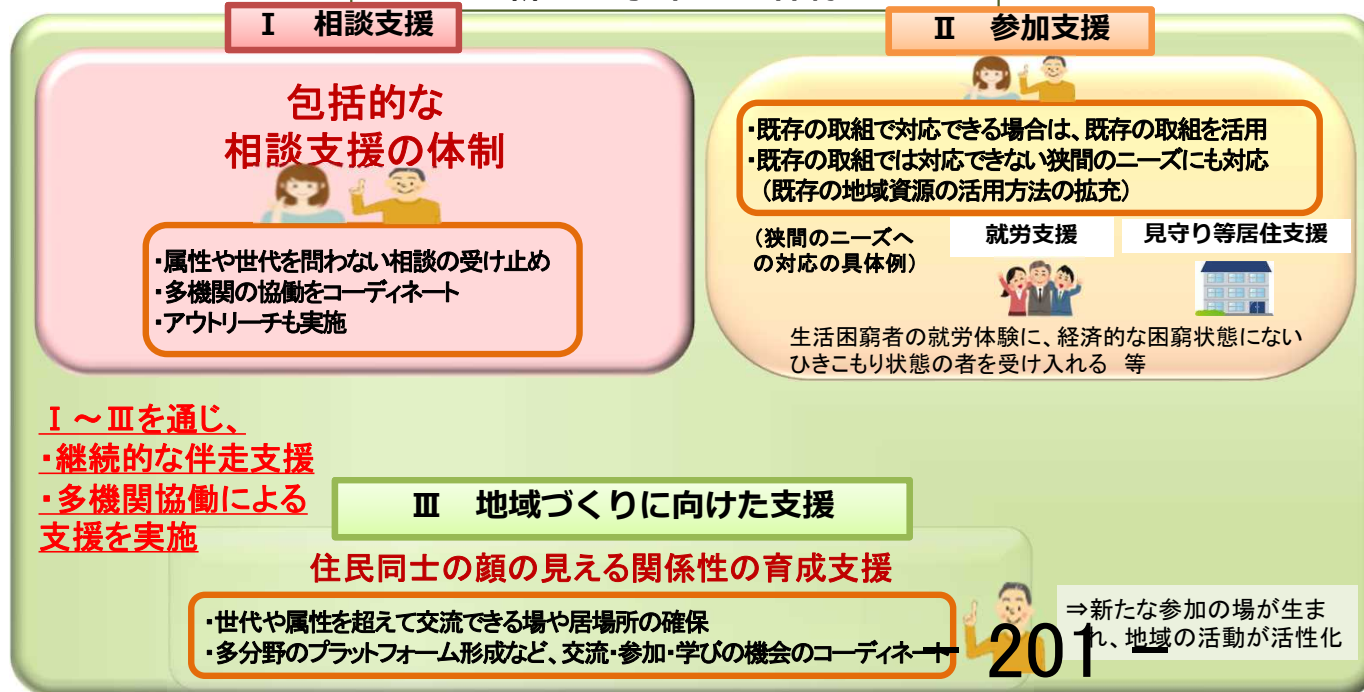 Ⅰ 相談支援
包括的な
相談支援の体制
・属性や世代を問わない相談の受け止め
・多機関の協働をコーディネート
・アウトリーチも実施
Ⅱ 参加支援
・既存の取組で対応できる場合は、既存の取組を活用
・既存の取組では対応できない狭間のニーズにも対応
（既存の地域資源の活用方法の拡充）
（狭間のニーズへ
の対応の具体例）
就労支援
見守り等居住支援
生活困窮者の就労体験に、経済的な困窮状態にない
ひきこもり状態の者を受け入れる 等
Ⅰ～Ⅲを通じ、
・継続的な伴走支援
・多機関協働による
支援を実施
Ⅲ 地域づくりに向けた支援
住民同士の顔の見える関係性の育成支援
・世代や属性を超えて交流できる場や居場所の確保
・多分野のプラットフォーム形成など、交流・参加・学びの機会のコーディネート
⇒新たな参加の場が生ま
れ、地域の活動が活性化
- 201 -